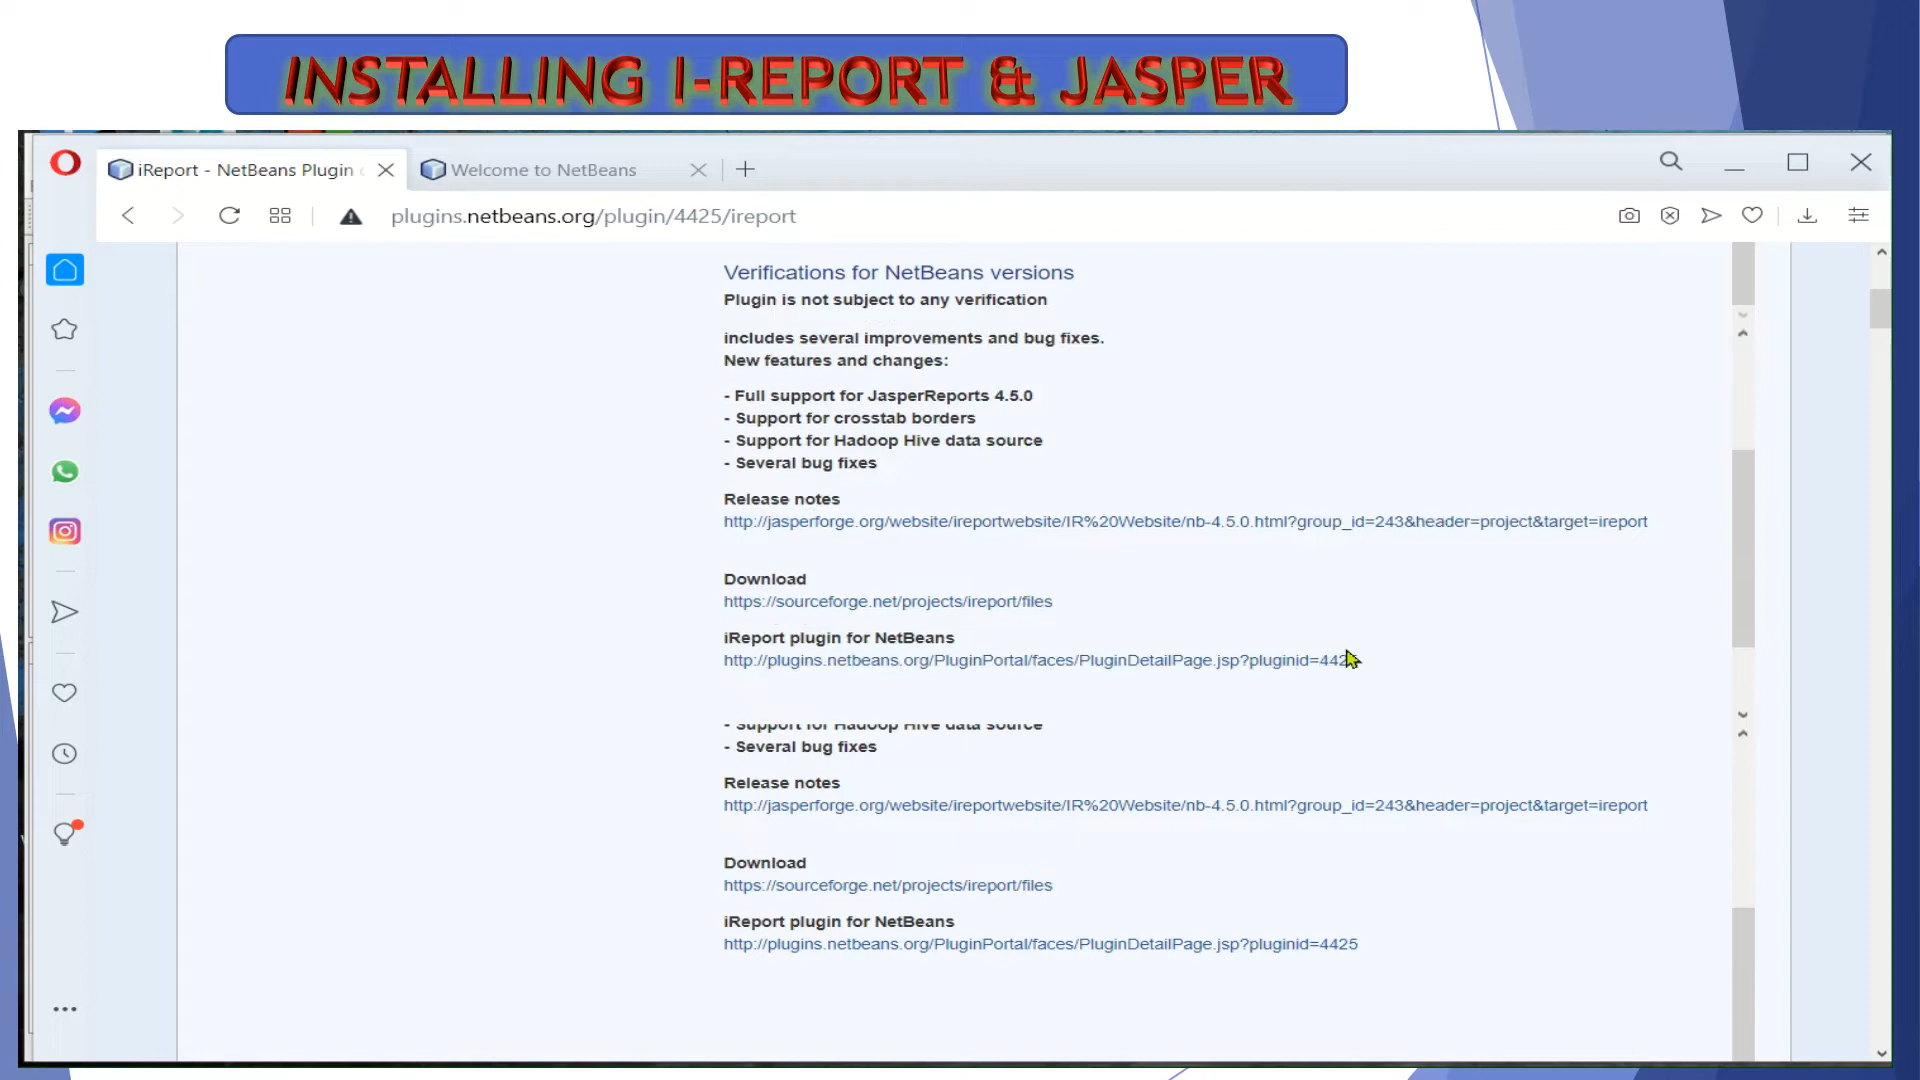 INSTALLING I-REPORT & JASPER
iReport - NetBeans Plugin
Welcome to NetBeans
plugins.netbeans.org/plugin/4425/ireport
Verifications for NetBeans versions
Plugin is not subject to any verification
includes several improvements and bug fixes.
New features and changes:
- Full support for JasperReports 4.5.0
- Support for crosstab borders
- Support for Hadoop Hive data source
- Several bug fixes
Release notes
http://jasperforge.org/website/ireportwebsite/IR%20Website/nb-4.5.0.html?group_id=243&header=project&target=ireport
Download
https://sourceforge.net/projects/ireport/files
iReport plugin for NetBeans
http://plugins.netbeans.org/PluginPortal/faces/PluginDetailPage.jsp?pluginid=442
- Support for Hadoop Hive data source
- Several bug fixes
Release notes
http://jasperforge.org/website/ireportwebsite/IR%20Website/nb-4.5.0.html?group_id=243&header=project&target=ireport
Download
https://sourceforge.net/projects/ireport/files
iReport plugin for NetBeans
http://plugins.netbeans.org/PluginPortal/faces/PluginDetailPage.jsp?pluginid=4425